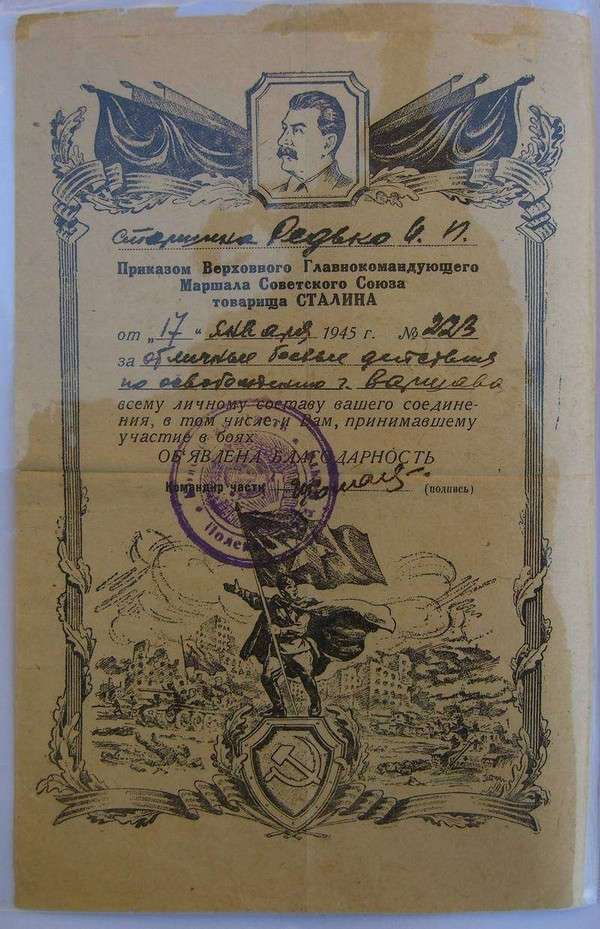 Старшина Редько И. П.
Приказом Верховного Главнокомандующего
Маршала Советского Союза
товарища СТАЛИНА
от „17“ января 1945 г. № 223
за отличные боевые действия
по освобождению г. Варшава
всему личному составу вашего соедине-
ния, в том числе и Вам, принимавшему
участие в боях
ОБ'ЯВЛЕНА БЛАГОДАРНОСТЬ
Командир части (подпись)